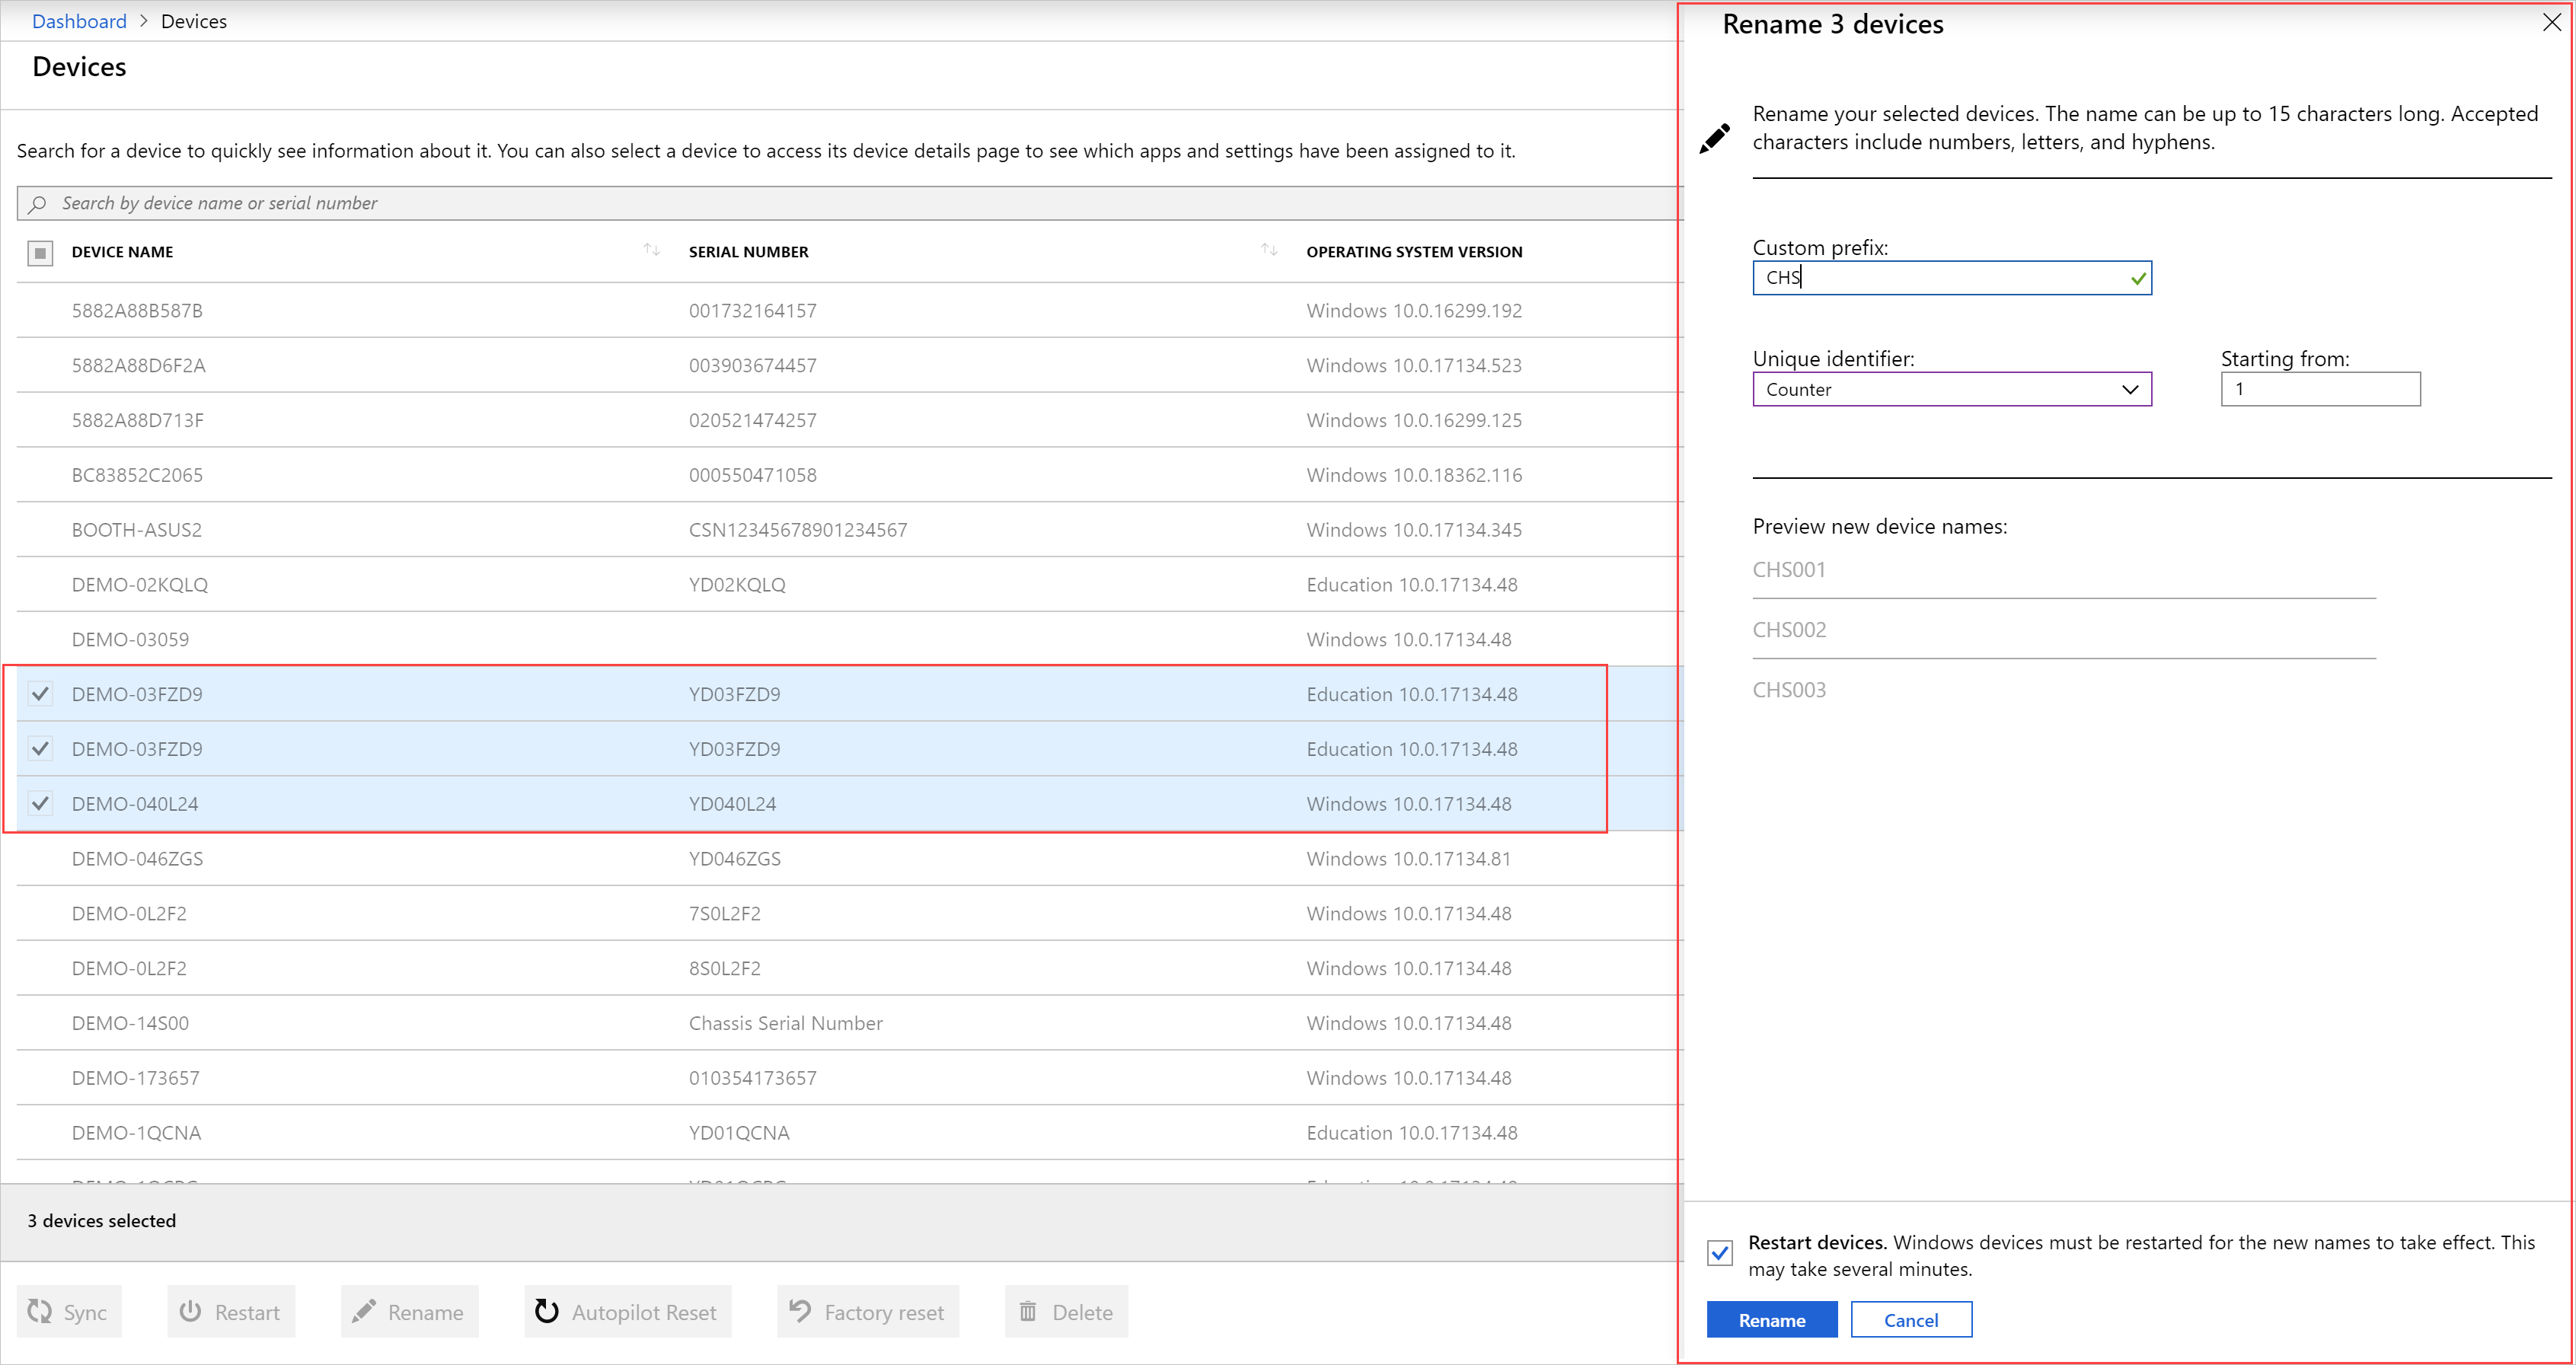 Dashboard > Devices
Devices
Search for a device to quickly see information about it. You can also select a device to access its device details page to see which apps and settings have been assigned to it.
Search by device name or serial number
DEVICE NAME SERIAL NUMBER OPERATING SYSTEM VERSION
5882A88B587B 001732164157 Windows 10.0.16299.192
5882A88D6F2A 003903674457 Windows 10.0.17134.523
5882A88D713F 020521474257 Windows 10.0.16299.125
BC83852C2065 000550471058 Windows 10.0.18362.116
BOOTH-ASUS2 CSN12345678901234567 Windows 10.0.17134.345
DEMO-02KQLQ YD02KQLQ Education 10.0.17134.48
DEMO-03059 Windows 10.0.17134.48
DEMO-03FZD9 YD03FZD9 Education 10.0.17134.48
DEMO-03FZD9 YD03FZD9 Education 10.0.17134.48
DEMO-040L24 YD040L24 Windows 10.0.17134.48
DEMO-046ZGS YD046ZGS Windows 10.0.17134.81
DEMO-0L2F2 7S0L2F2 Windows 10.0.17134.48
DEMO-0L2F2 8S0L2F2 Windows 10.0.17134.48
DEMO-14S00 Chassis Serial Number Windows 10.0.17134.48
DEMO-173657 010354173657 Windows 10.0.17134.48
DEMO-1QCNA YD01QCNA Education 10.0.17134.48
3 devices selected
Sync Restart Rename Autopilot Reset Factory reset Delete
Rename 3 devices
Rename your selected devices. The name can be up to 15 characters long. Accepted
characters include numbers, letters, and hyphens.
Custom prefix:
CHS
Unique identifier: Starting from:
Counter 1
Preview new device names:
CHS001
CHS002
CHS003
Restart devices. Windows devices must be restarted for the new names to take effect. This
may take several minutes.
Rename Cancel